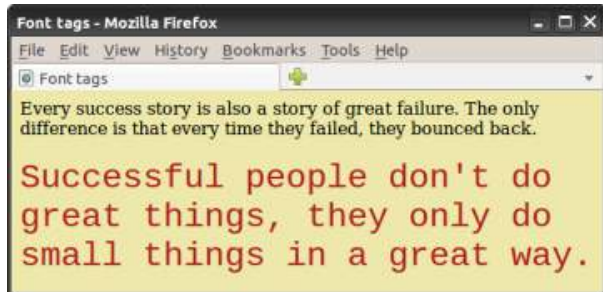 Font tags - Mozilla Firefox
File Edit View History Bookmarks Tools Help
Font tags
Every success story is also a story of great failure. The only
difference is that every time they failed, they bounced back.
Successful people don't do
great things, they only do
small things in a great way.